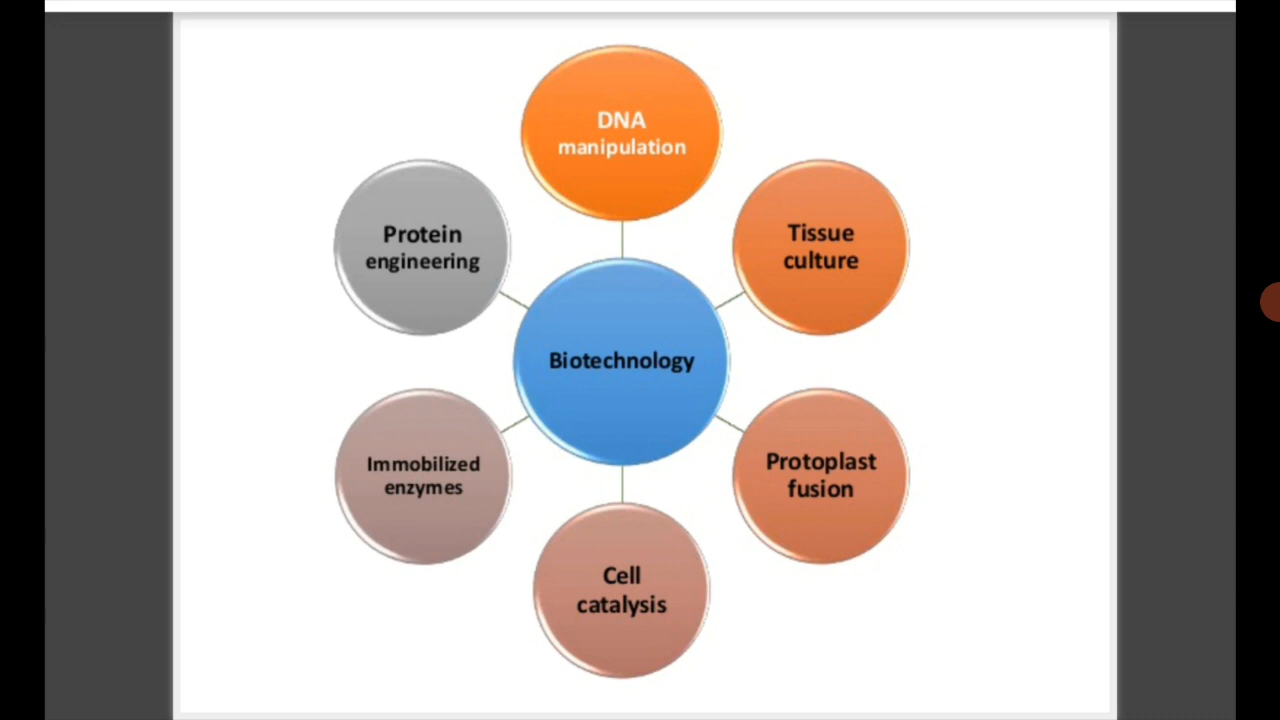 DNA
manipulation
Tissue
culture
Protoplast
fusion
Cell
catalysis
Immobilized
enzymes
Protein
engineering
Biotechnology